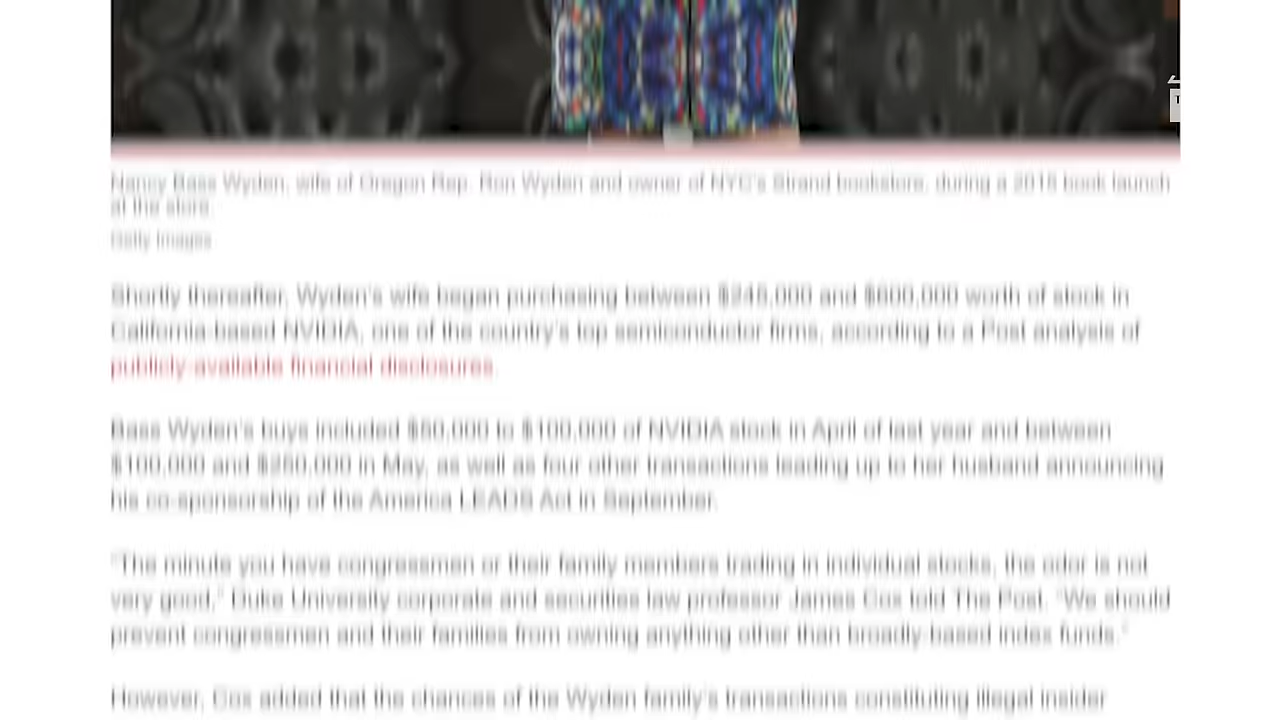 Nancy Bass Wyden, wife of Oregon Rep. Ron Wyden and owner of NYC's Strand bookstore, during a 2015 book launch
at the store.
Getty Images
Shortly thereafter, Wyden's wife began purchasing between $245,000 and $600,000 worth of stock in
California-based NVIDIA, one of the country's top semiconductor firms, according to a Post analysis of
publicly-available financial disclosures.
Bass Wyden's buys included $50,000 to $100,000 of NVIDIA stock in April of last year and between
$100,000 and $250,000 in May, as well as four other transactions leading up to her husband announcing
his co-sponsorship of the America LEADS Act in September.
"The minute you have congressmen or their family members trading in individual stocks, the odor is not
very good," Duke University corporate and securities law professor James Cox told The Post. "We should
prevent congressmen and their families from owning anything other than broadly based index funds."
However, Cox added that the chances of the Wyden family's transactions constituting illegal insider